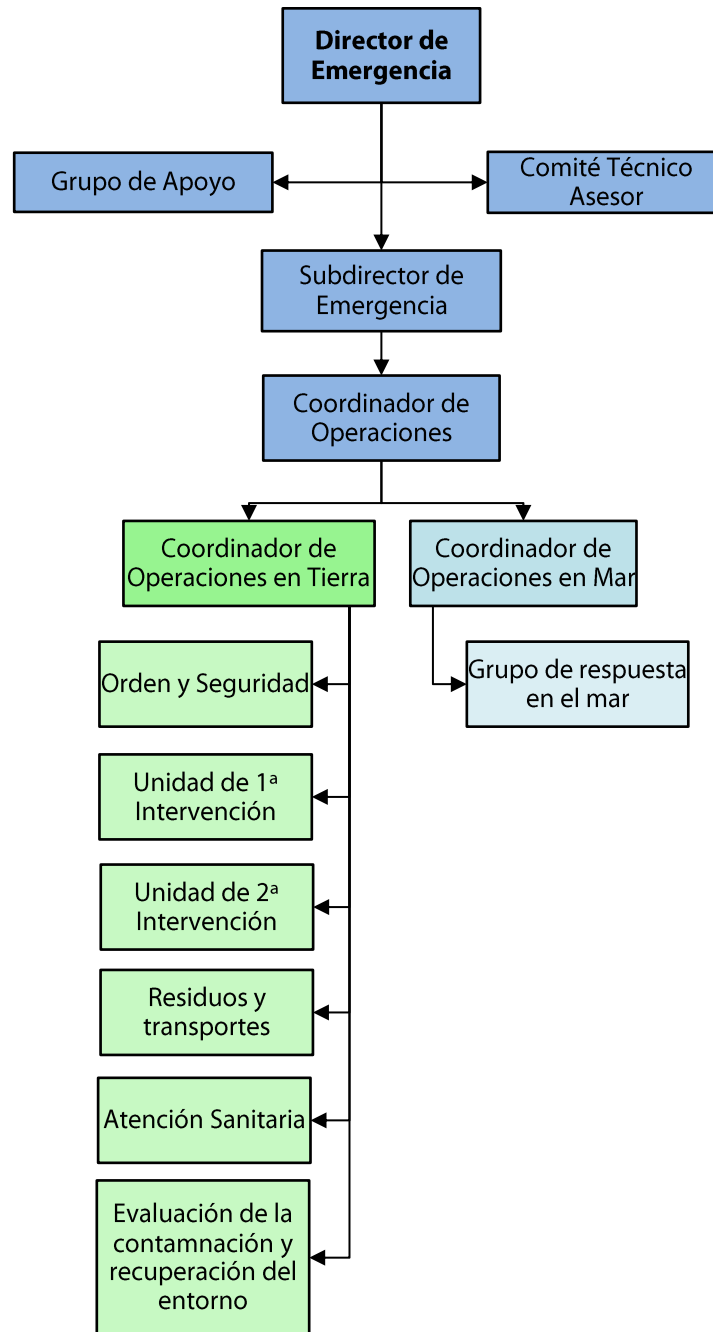 Director de
Emergencia
Grupo de Apoyo
Comité Técnico
Asesor
Subdirector de
Emergencia
Coordinador de
Operaciones
Coordinador de
Operaciones en Tierra
Coordinador de
Operaciones en Mar
Orden y Seguridad
Grupo de respuesta
en el mar
Unidad de 1ª
Intervención
Unidad de 2ª
Intervención
Residuos y
transportes
Atención Sanitaria
Evaluación de la
contamnación y
recuperación del
entorno